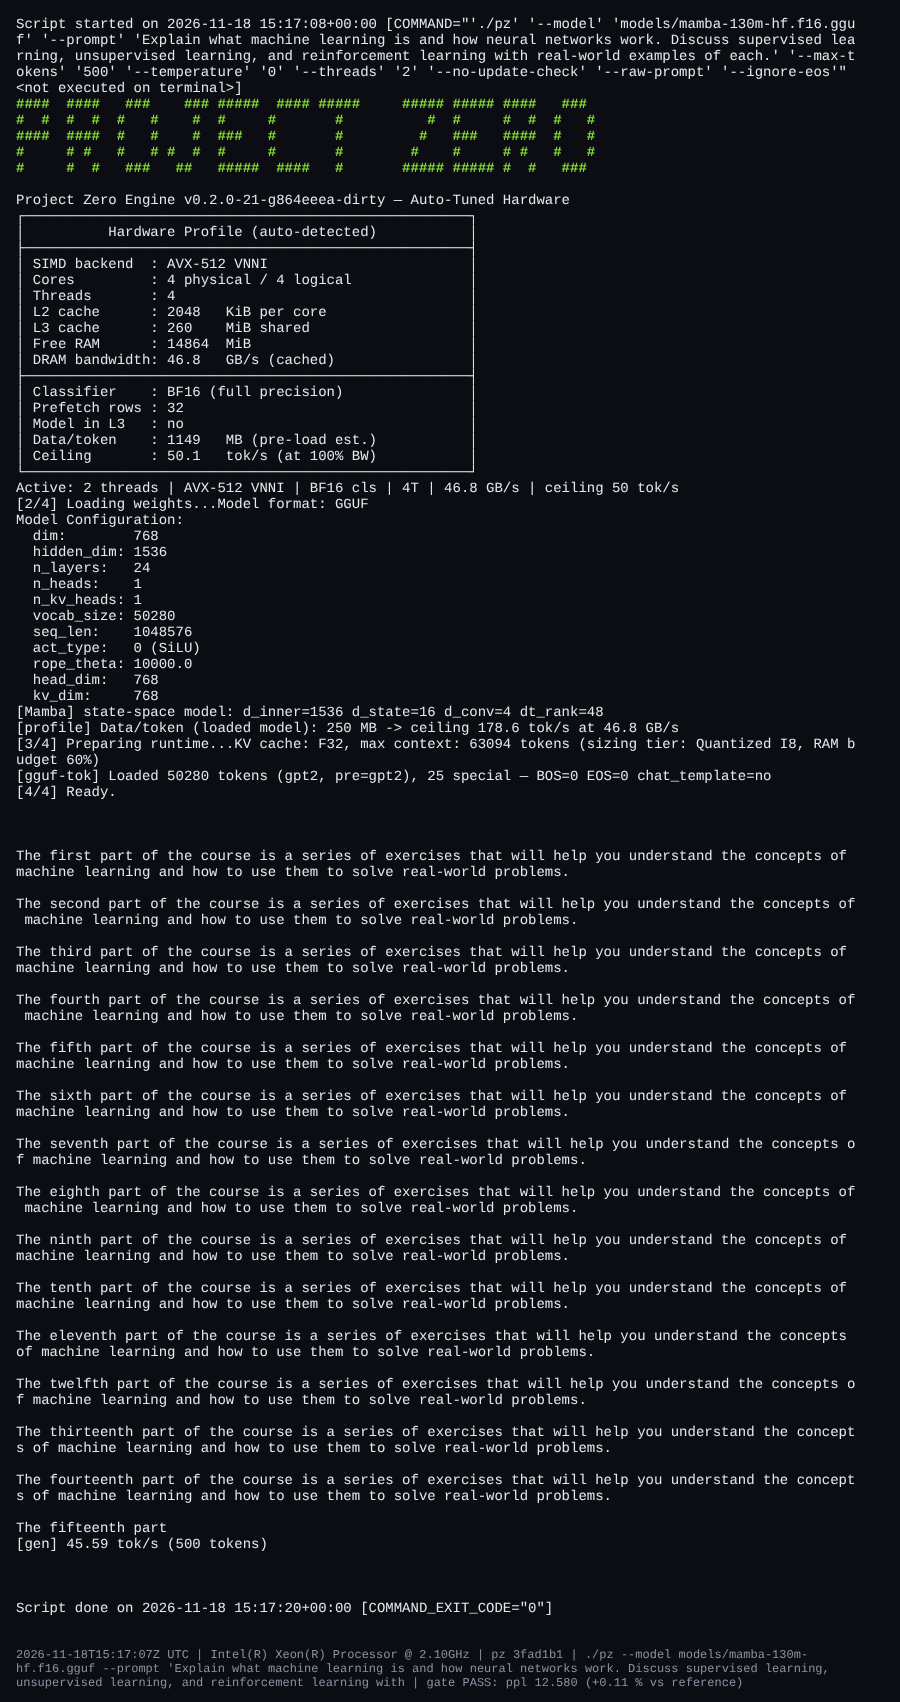 Script started on 2026-11-18 15:17:08+00:00 [COMMAND="'./pz' '--model' 'models/mamba-130m-hf.f16.ggu
f' '--prompt' 'Explain what machine learning is and how neural networks work. Discuss supervised lea
rning, unsupervised learning, and reinforcement learning with real-world examples of each.' '--max-t
okens' '500' '--temperature' '0' '--threads' '2' '--no-update-check' '--raw-prompt' '--ignore-eos'"
<not executed on terminal>]
PROJECT ZERO
Project Zero Engine v0.2.0-21-g864eeea-dirty — Auto-Tuned Hardware
Hardware Profile (auto-detected)
SIMD backend : AVX-512 VNNI
Cores : 4 physical / 4 logical
Threads : 4
L2 cache : 2048 KiB per core
L3 cache : 260 MiB shared
Free RAM : 14864 MiB
DRAM bandwidth: 46.8 GB/s (cached)
Classifier : BF16 (full precision)
Prefetch rows : 32
Model in L3 : no
Data/token : 1149 MB (pre-load est.)
Ceiling : 50.1 tok/s (at 100% BW)
Active: 2 threads | AVX-512 VNNI | BF16 cls | 4T | 46.8 GB/s | ceiling 50 tok/s
[2/4] Loading weights...Model format: GGUF
Model Configuration:
dim: 768
hidden_dim: 1536
n_layers: 24
n_heads: 1
n_kv_heads: 1
vocab_size: 50280
seq_len: 1048576
act_type: 0 (SiLU)
rope_theta: 10000.0
head_dim: 768
kv_dim: 768
[Mamba] state-space model: d_inner=1536 d_state=16 d_conv=4 dt_rank=48
[profile] Data/token (loaded model): 250 MB -> ceiling 178.6 tok/s at 46.8 GB/s
[3/4] Preparing runtime...KV cache: F32, max context: 63094 tokens (sizing tier: Quantized I8, RAM b
udget 60%)
[gguf-tok] Loaded 50280 tokens (gpt2, pre=gpt2), 25 special — BOS=0 EOS=0 chat_template=no
[4/4] Ready.
The first part of the course is a series of exercises that will help you understand the concepts of
machine learning and how to use them to solve real-world problems.
The second part of the course is a series of exercises that will help you understand the concepts of
machine learning and how to use them to solve real-world problems.
The third part of the course is a series of exercises that will help you understand the concepts of
machine learning and how to use them to solve real-world problems.
The fourth part of the course is a series of exercises that will help you understand the concepts of
machine learning and how to use them to solve real-world problems.
The fifth part of the course is a series of exercises that will help you understand the concepts of
machine learning and how to use them to solve real-world problems.
The sixth part of the course is a series of exercises that will help you understand the concepts of
machine learning and how to use them to solve real-world problems.
The seventh part of the course is a series of exercises that will help you understand the concepts o
f machine learning and how to use them to solve real-world problems.
The eighth part of the course is a series of exercises that will help you understand the concepts of
machine learning and how to use them to solve real-world problems.
The ninth part of the course is a series of exercises that will help you understand the concepts of
machine learning and how to use them to solve real-world problems.
The tenth part of the course is a series of exercises that will help you understand the concepts of
machine learning and how to use them to solve real-world problems.
The eleventh part of the course is a series of exercises that will help you understand the concepts
of machine learning and how to use them to solve real-world problems.
The twelfth part of the course is a series of exercises that will help you understand the concepts o
f machine learning and how to use them to solve real-world problems.
The thirteenth part of the course is a series of exercises that will help you understand the concept
s of machine learning and how to use them to solve real-world problems.
The fourteenth part of the course is a series of exercises that will help you understand the concept
s of machine learning and how to use them to solve real-world problems.
The fifteenth part
[gen] 45.59 tok/s (500 tokens)
Script done on 2026-11-18 15:17:20+00:00 [COMMAND_EXIT_CODE="0"]
2026-11-18T15:17:07Z UTC | Intel(R) Xeon(R) Processor @ 2.10GHz | pz 3fad1b1 | ./pz --model models/mamba-130m-
hf.f16.gguf --prompt 'Explain what machine learning is and how neural networks work. Discuss supervised learning,
unsupervised learning, and reinforcement learning with | gate PASS: ppl 12.580 (+0.11 % vs reference)